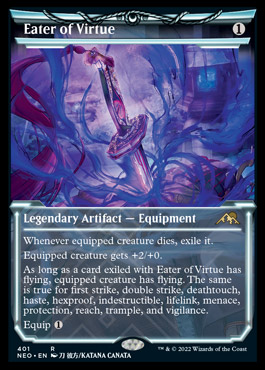 Eater of Virtue 1
Legendary Artifact — Equipment
Whenever equipped creature dies, exile it.
Equipped creature gets +2/+0.
As long as a card exiled with Eater of Virtue has
flying, equipped creature has flying. The same
is true for first strike, double strike, deathtouch,
haste, hexproof, indestructible, lifelink, menace,
protection, reach, trample, and vigilance.
Equip 1
401 R
NEO • EN 刀 彼方/KATANA CANATA
™ & © 2022 Wizards of the Coast